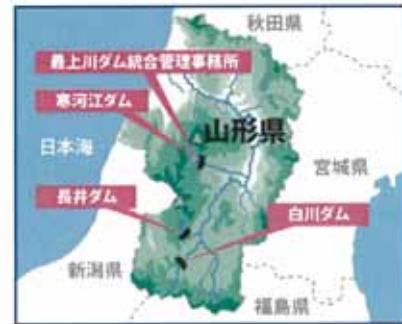 秋田県
最上川ダム統合管理事務所
寒河江ダム
山形県
日本海
宮城県
長井ダム
白川ダム
新潟県
福島県